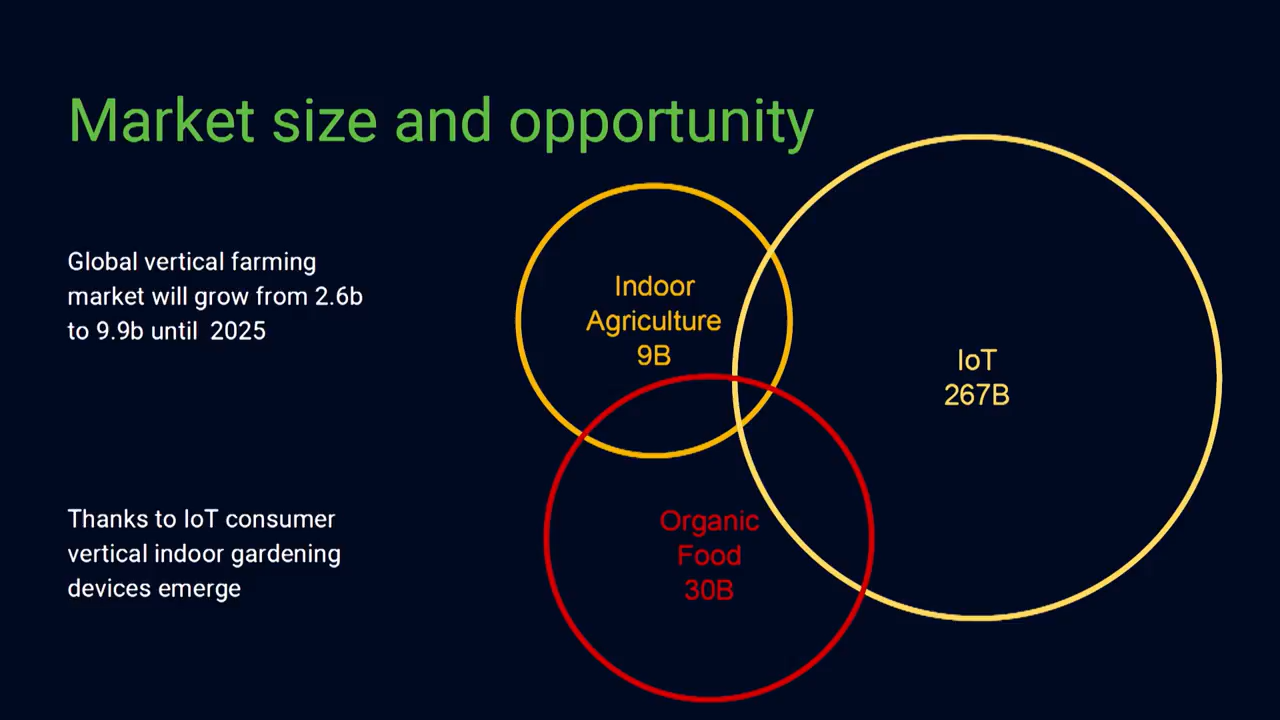 Market size and opportunity
Global vertical farming
market will grow from 2.6b
to 9.9b until  2025
Indoor
Agriculture
9B
IoT
267B
Thanks to IoT consumer
vertical indoor gardening
devices emerge
Organic
Food
30B